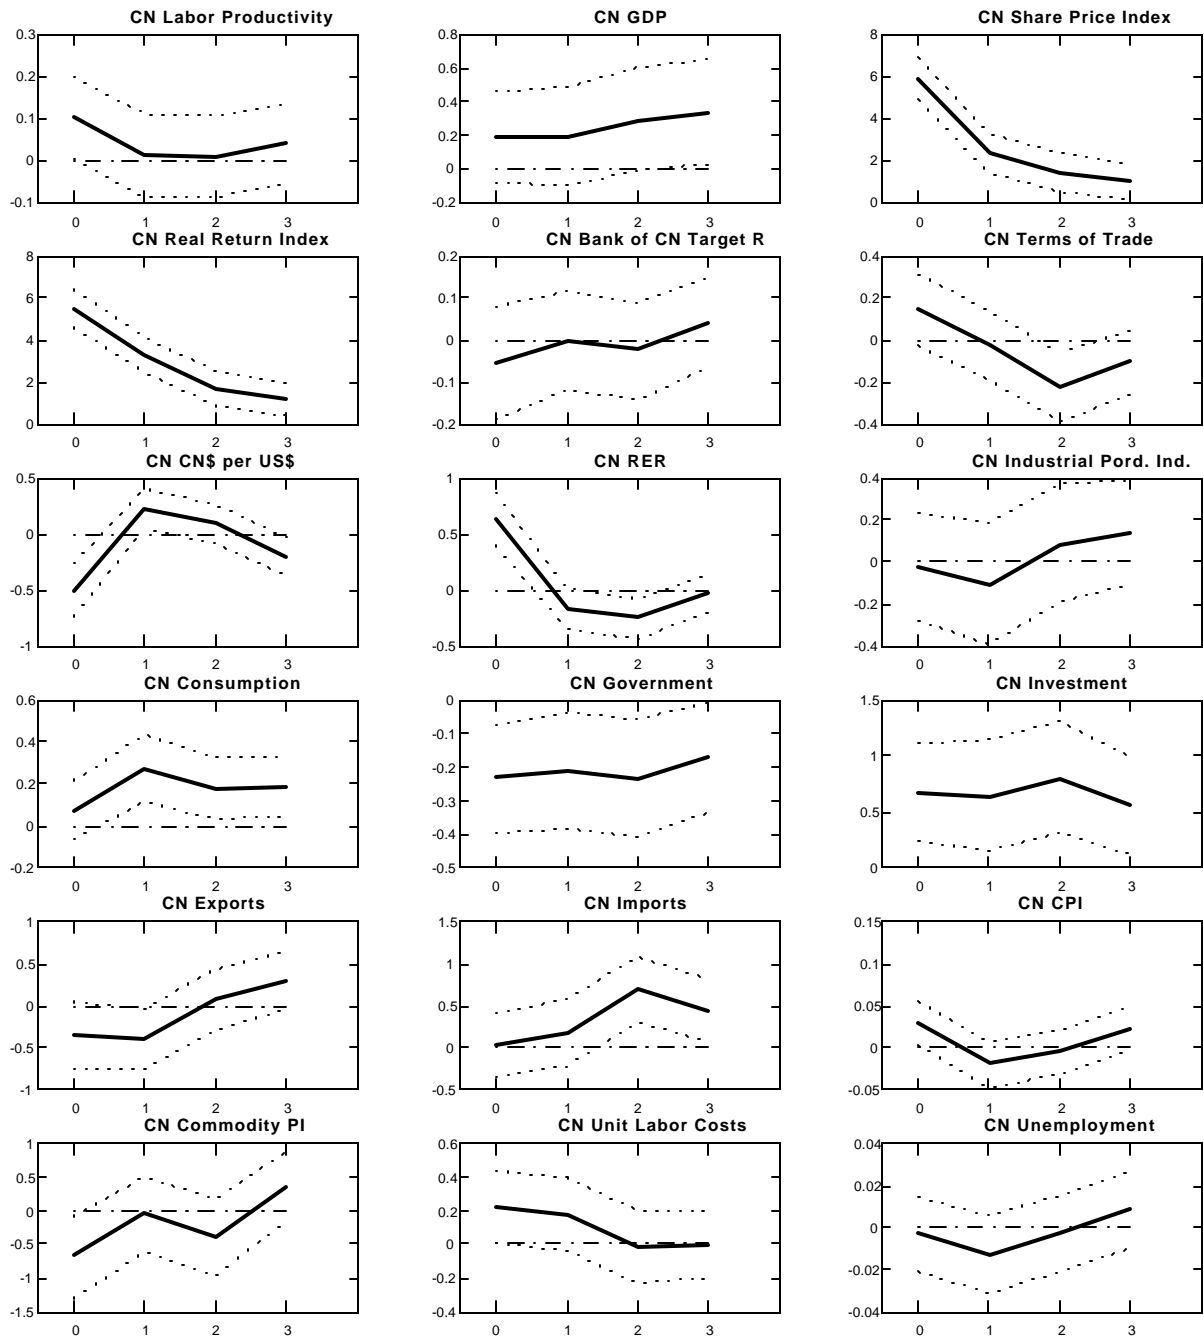 CN Labor Productivity
0.3
0.2
0.1
0
-0.1
0 1 2 3
CN GDP
0.8
0.6
0.4
0.2
0
-0.2
0 1 2 3
CN Share Price Index
8
6
4
2
0
0 1 2 3
CN Real Return Index
8
6
4
2
0
0 1 2 3
CN Bank of CN Target R
0.2
0.1
0
-0.1
-0.2
0 1 2 3
CN Terms of Trade
0.4
0.2
0
-0.2
-0.4
0 1 2 3
CN CN$ per US$
0.5
0
-0.5
-1
0 1 2 3
CN RER
1
0.5
0
-0.5
0 1 2 3
CN Industrial Pord. Ind.
0.4
0.2
0
-0.2
-0.4
0 1 2 3
CN Consumption
0.6
0.4
0.2
0
-0.2
0 1 2 3
CN Government
0
-0.1
-0.2
-0.3
-0.4
-0.5
0 1 2 3
CN Investment
1.5
1
0.5
0
0 1 2 3
CN Exports
1
0.5
0
-0.5
-1
0 1 2 3
CN Imports
1.5
1
0.5
0
-0.5
0 1 2 3
CN CPI
0.15
0.1
0.05
0
-0.05
0 1 2 3
CN Commodity PI
1
0.5
0
-0.5
-1
-1.5
0 1 2 3
CN Unit Labor Costs
0.6
0.4
0.2
0
-0.2
-0.4
0 1 2 3
CN Unemployment
0.04
0.02
0
-0.02
-0.04
0 1 2 3